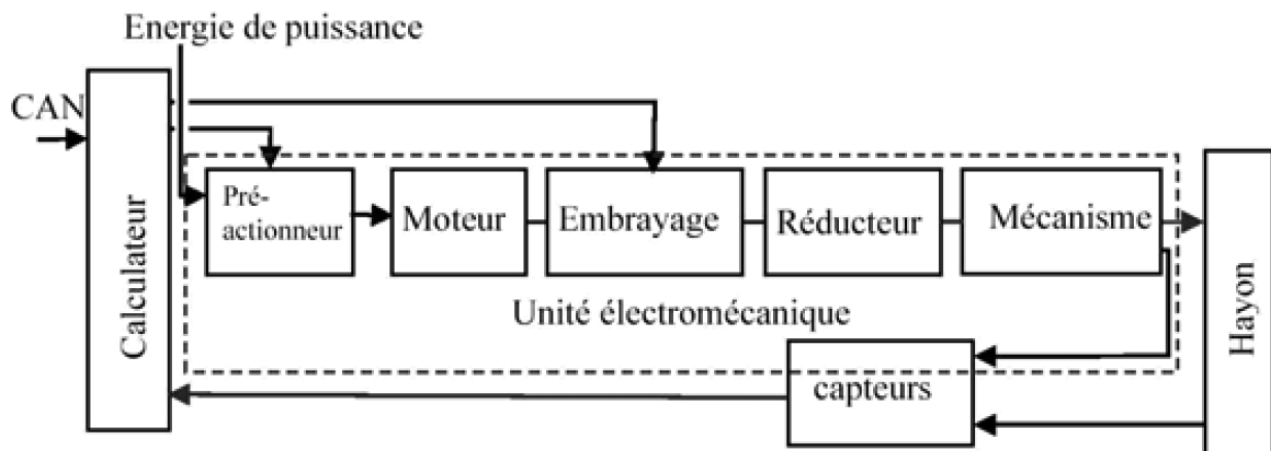 Energie de puissance
CAN
Calculateur
Pré-
actionneur
Moteur
Embrayage
Réducteur
Mécanisme
Unité électromécanique
capteurs
Hayon